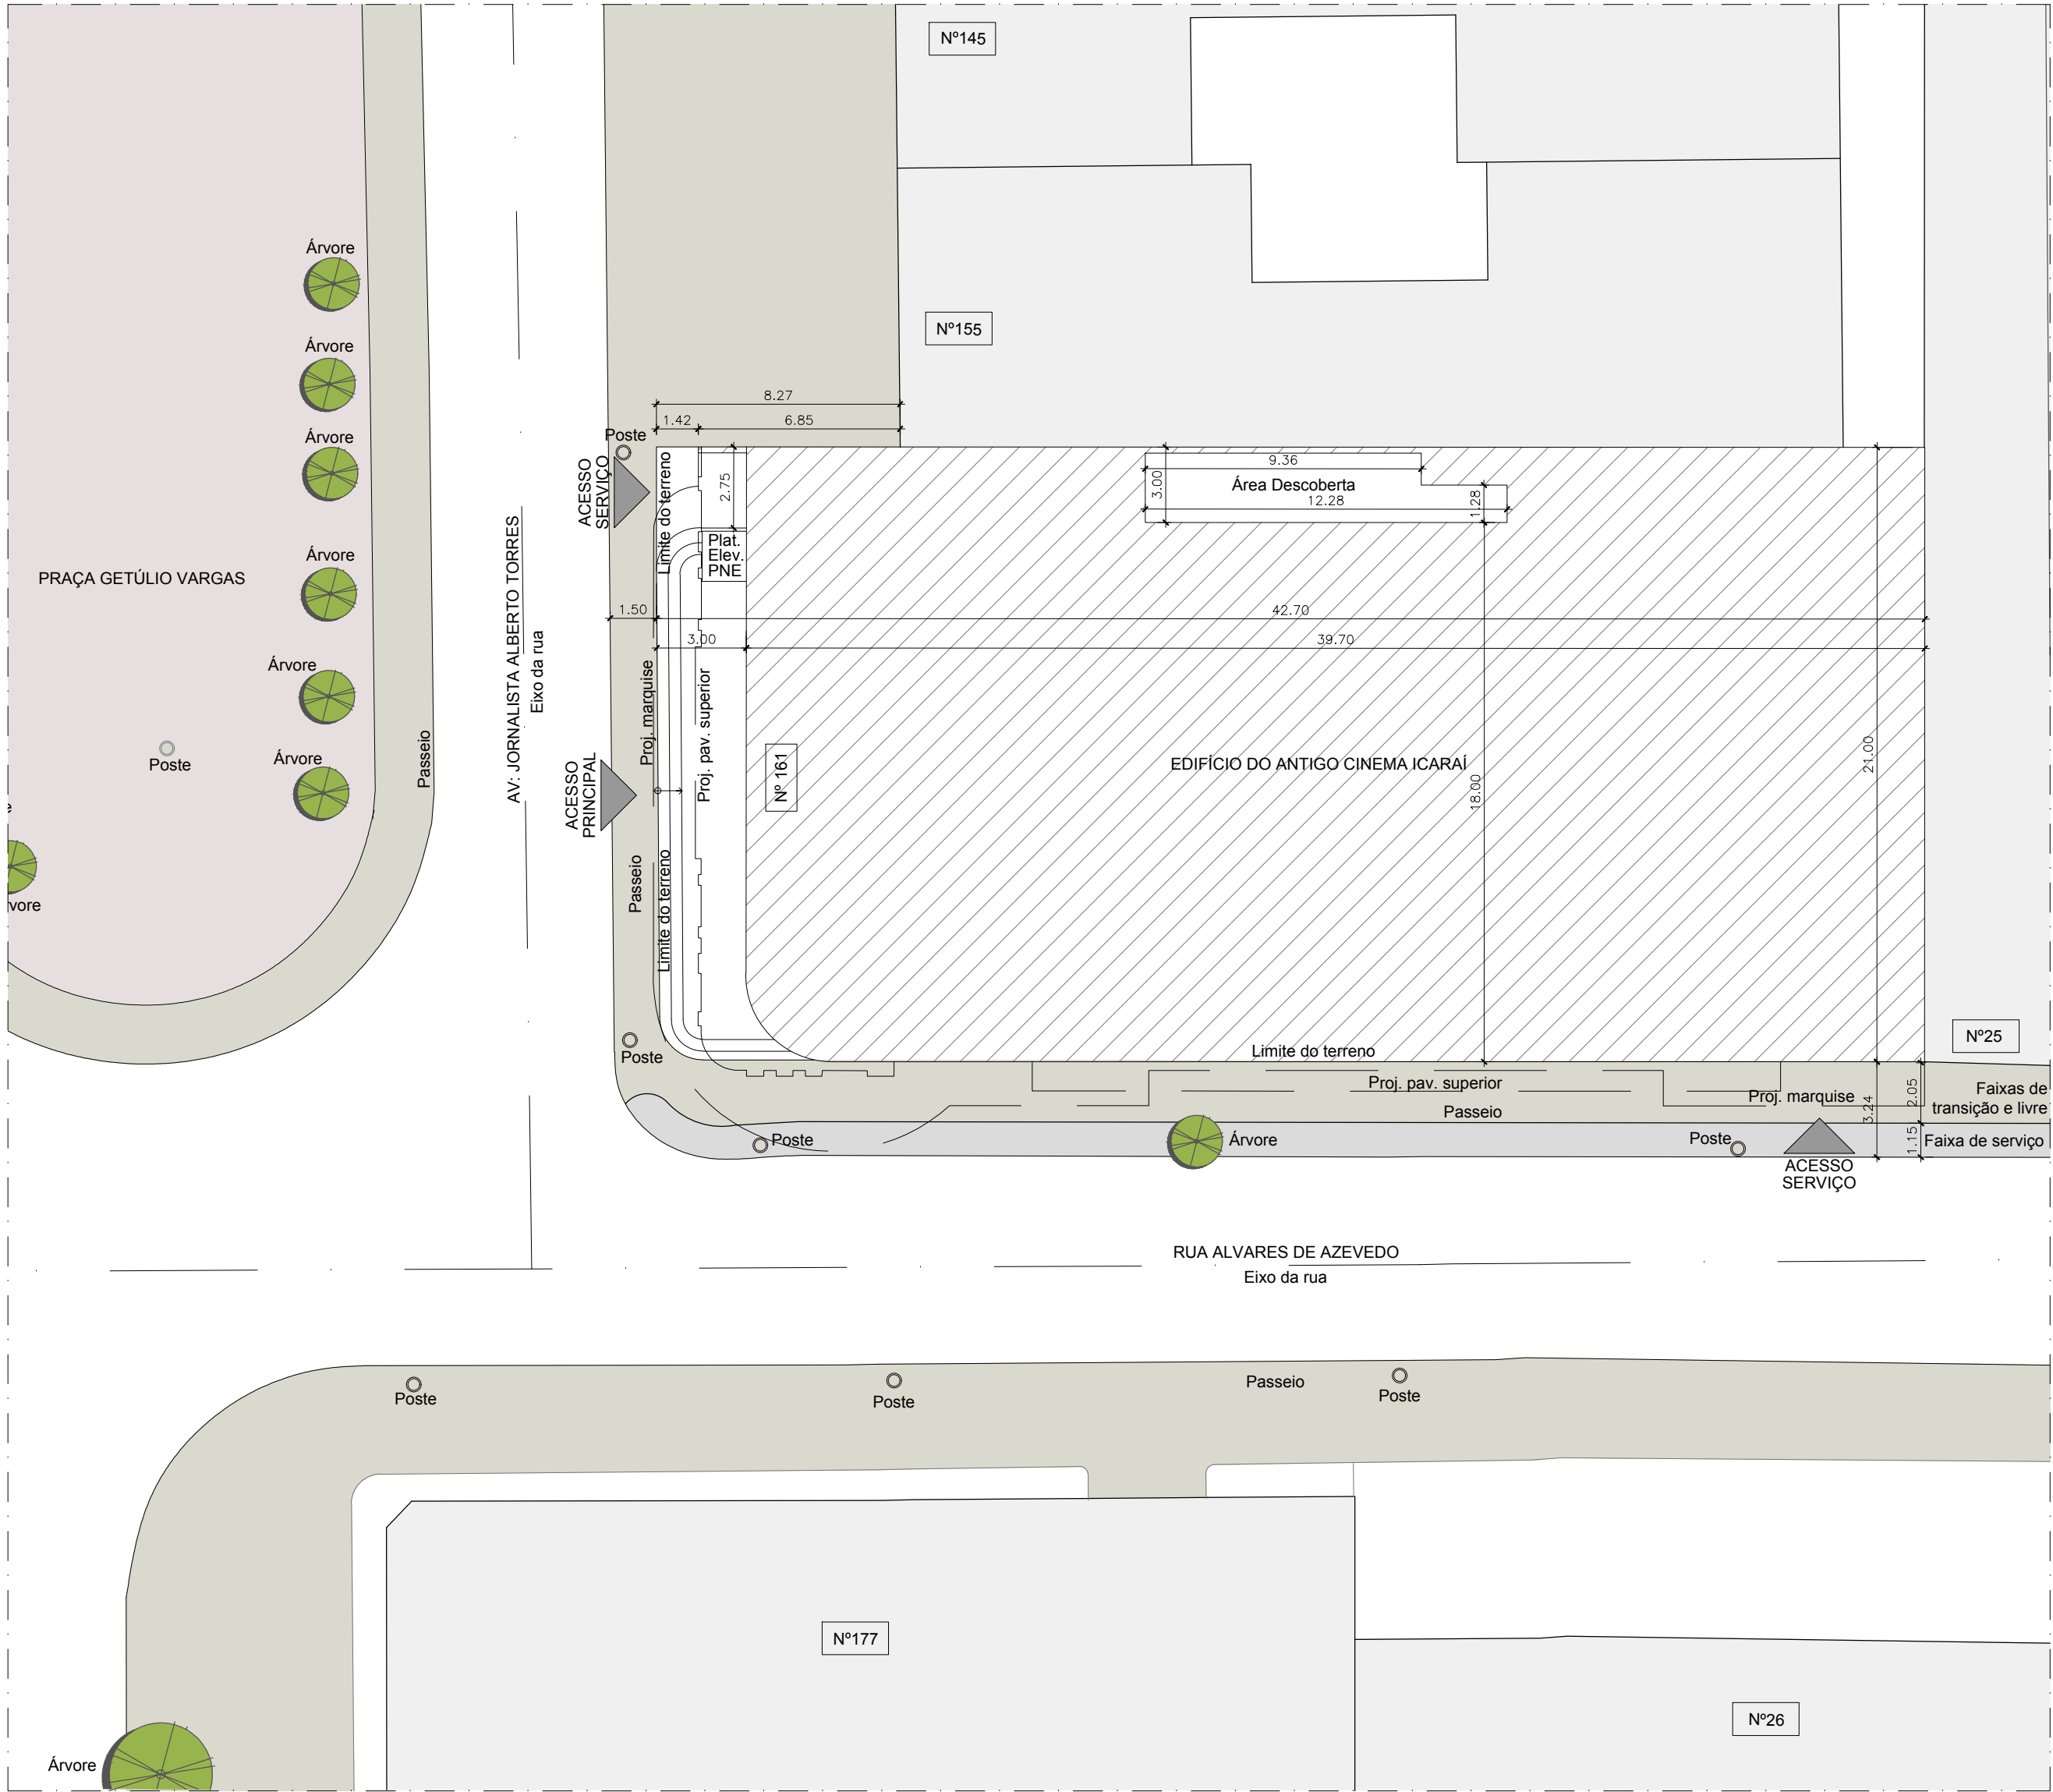 Nº145
Árvore
Nº155
Árvore
8.27
1.42
6.85
Árvore
Poste
ACESSO
SERVIÇO
Limite do terreno
2.75
9.36
3.00
Área Descoberta
12.28
1.28
Plat.
Elev.
PNE
Árvore
PRAÇA GETÚLIO VARGAS
AV: JORNALISTA ALBERTO TORRES
Eixo da rua
1.50
42.70
3.00
39.70
Árvore
Proj. marquise
Proj. pav. superior
Árvore
Poste
Passeio
ACESSO
PRINCIPAL
Nº 161
EDIFÍCIO DO ANTIGO CINEMA ICARAÍ
18.00
21.00
e
vore
Passeio
Limite do terreno
Poste
Nº25
Limite do terreno
Proj. pav. superior
Proj. marquise
Passeio
3.24
2.05
Faixas de
transição e livre
Poste
Árvore
Poste
1.15
Faixa de serviço
ACESSO
SERVIÇO
RUA ALVARES DE AZEVEDO
Eixo da rua
Poste
Poste
Passeio
Poste
Nº177
Nº26
Árvore